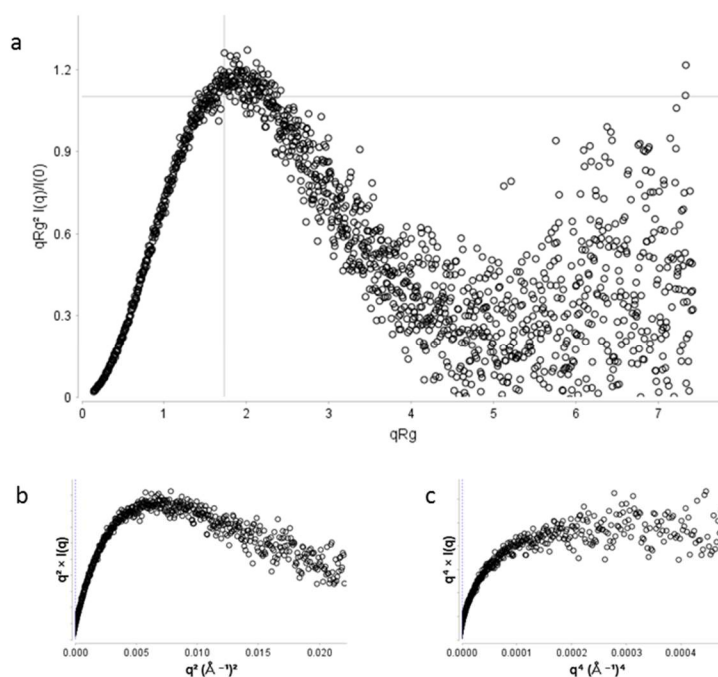 a
qRg² I(q)/I(0)
1.2
0.9
0.6
0.3
0
0 1 2 3 4 5 6 7
qRg
b
q² × I(q)
0.000 0.005 0.010 0.015 0.020
q² (Å ⁻¹)²
c
q⁴ × I(q)
0.0000 0.0001 0.0002 0.0003 0.0004
q⁴ (Å ⁻¹)⁴